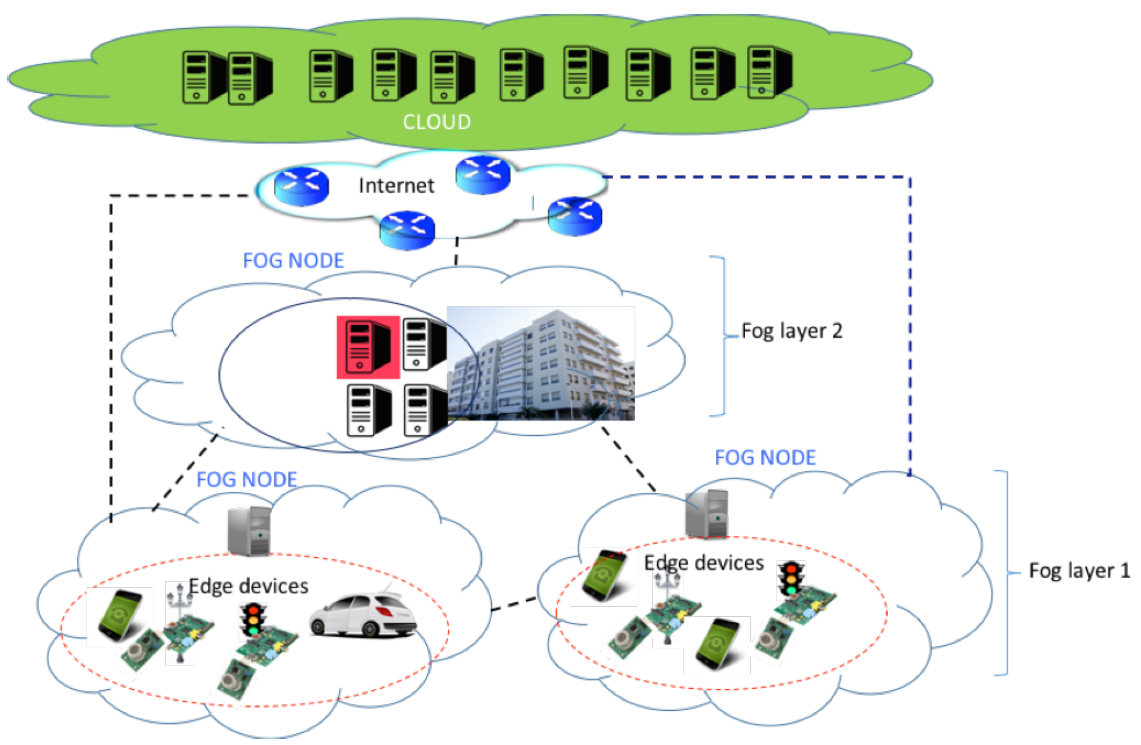 CLOUD
Internet
FOG NODE
Fog layer 2
FOG NODE
FOG NODE
Edge devices
Edge devices
Fog layer 1